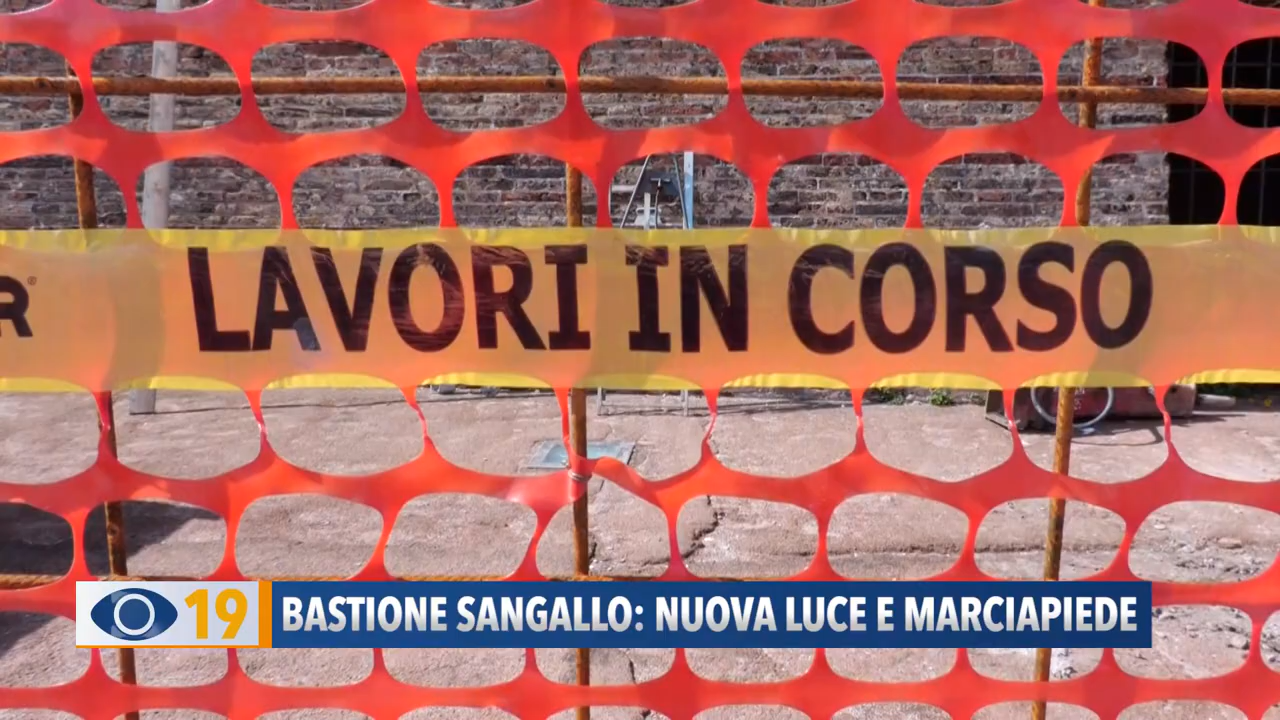 R®
LAVORI IN CORSO
19
BASTIONE SANGALLO: NUOVA LUCE E MARCIAPIEDE